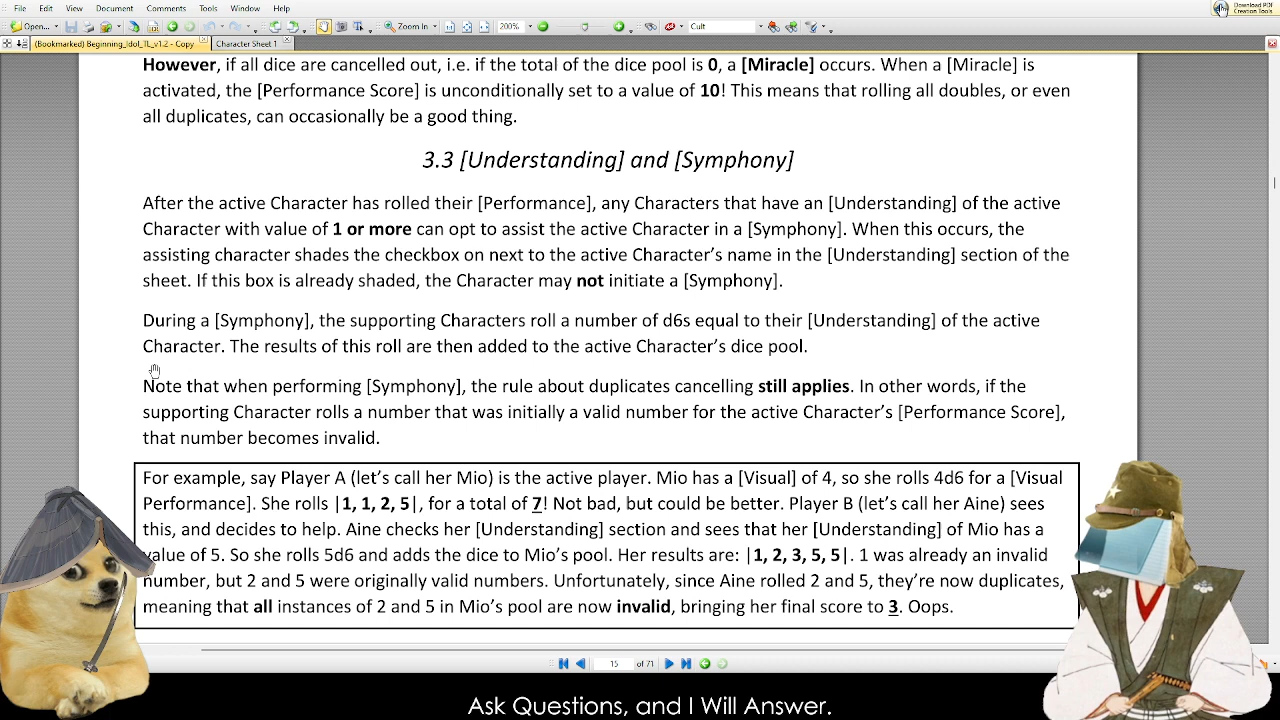 File Edit View Document Comments Tools Window Help
Download PDF
Creation Tools
Open... Zoom In 200% Cult
(Bookmarked) Beginning_Idol_TL_v1.2 - Copy Character Sheet 1
However, if all dice are cancelled out, i.e. if the total of the dice pool is 0, a [Miracle] occurs. When a [Miracle] is
activated, the [Performance Score] is unconditionally set to a value of 10! This means that rolling all doubles, or even
all duplicates, can occasionally be a good thing.
3.3 [Understanding] and [Symphony]
After the active Character has rolled their [Performance], any Characters that have an [Understanding] of the active
Character with value of 1 or more can opt to assist the active Character in a [Symphony]. When this occurs, the
assisting character shades the checkbox on next to the active Character’s name in the [Understanding] section of the
sheet. If this box is already shaded, the Character may not initiate a [Symphony].
During a [Symphony], the supporting Characters roll a number of d6s equal to their [Understanding] of the active
Character. The results of this roll are then added to the active Character’s dice pool.
Note that when performing [Symphony], the rule about duplicates cancelling still applies. In other words, if the
supporting Character rolls a number that was initially a valid number for the active Character’s [Performance Score],
that number becomes invalid.
For example, say Player A (let’s call her Mio) is the active player. Mio has a [Visual] of 4, so she rolls 4d6 for a [Visual
Performance]. She rolls |1, 1, 2, 5|, for a total of 7! Not bad, but could be better. Player B (let’s call her Aine) sees
this, and decides to help. Aine checks her [Understanding] section and sees that her [Understanding] of Mio has a
value of 5. So she rolls 5d6 and adds the dice to Mio’s pool. Her results are: |1, 2, 3, 5, 5|. 1 was already an invalid
number, but 2 and 5 were originally valid numbers. Unfortunately, since Aine rolled 2 and 5, they’re now duplicates,
meaning that all instances of 2 and 5 in Mio’s pool are now invalid, bringing her final score to 3. Oops.
15 of 71
Ask Questions, and I Will Answer.